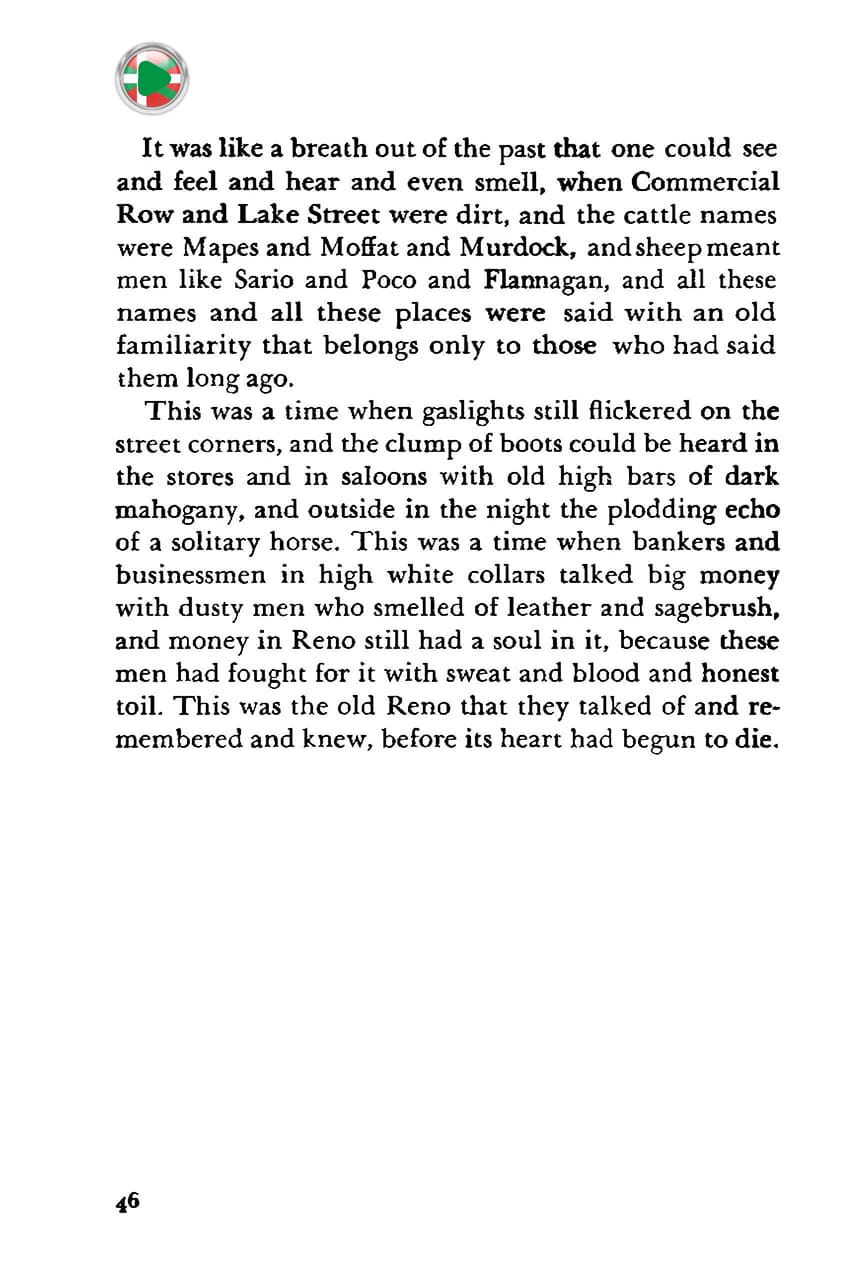 It was like a breath out of the past that one could see
and feel and hear and even smell, when Commercial
Row and Lake Street were dirt, and the cattle names
were Mapes and Moffat and Murdock, andsheepmeant
men like Sario and Poco and Flannagan, and all these
names and all these places were said with an old
familiarity that belongs only to those who had said
them long ago.
This was a time when gaslights still flickered on the
street corners, and the clump of boots could be heard in
the stores and in saloons with old high bars of dark
mahogany, and outside in the night the plodding echo
of a solitary horse. This was a time when bankers and
businessmen in high white collars talked big money
with dusty men who smelled of leather and sagebrush,
and money in Reno still had a soul in it, because these
men had fought for it with sweat and blood and honest
toil. This was the old Reno that they talked of and re-
membered and knew, before its heart had begun to die.
46